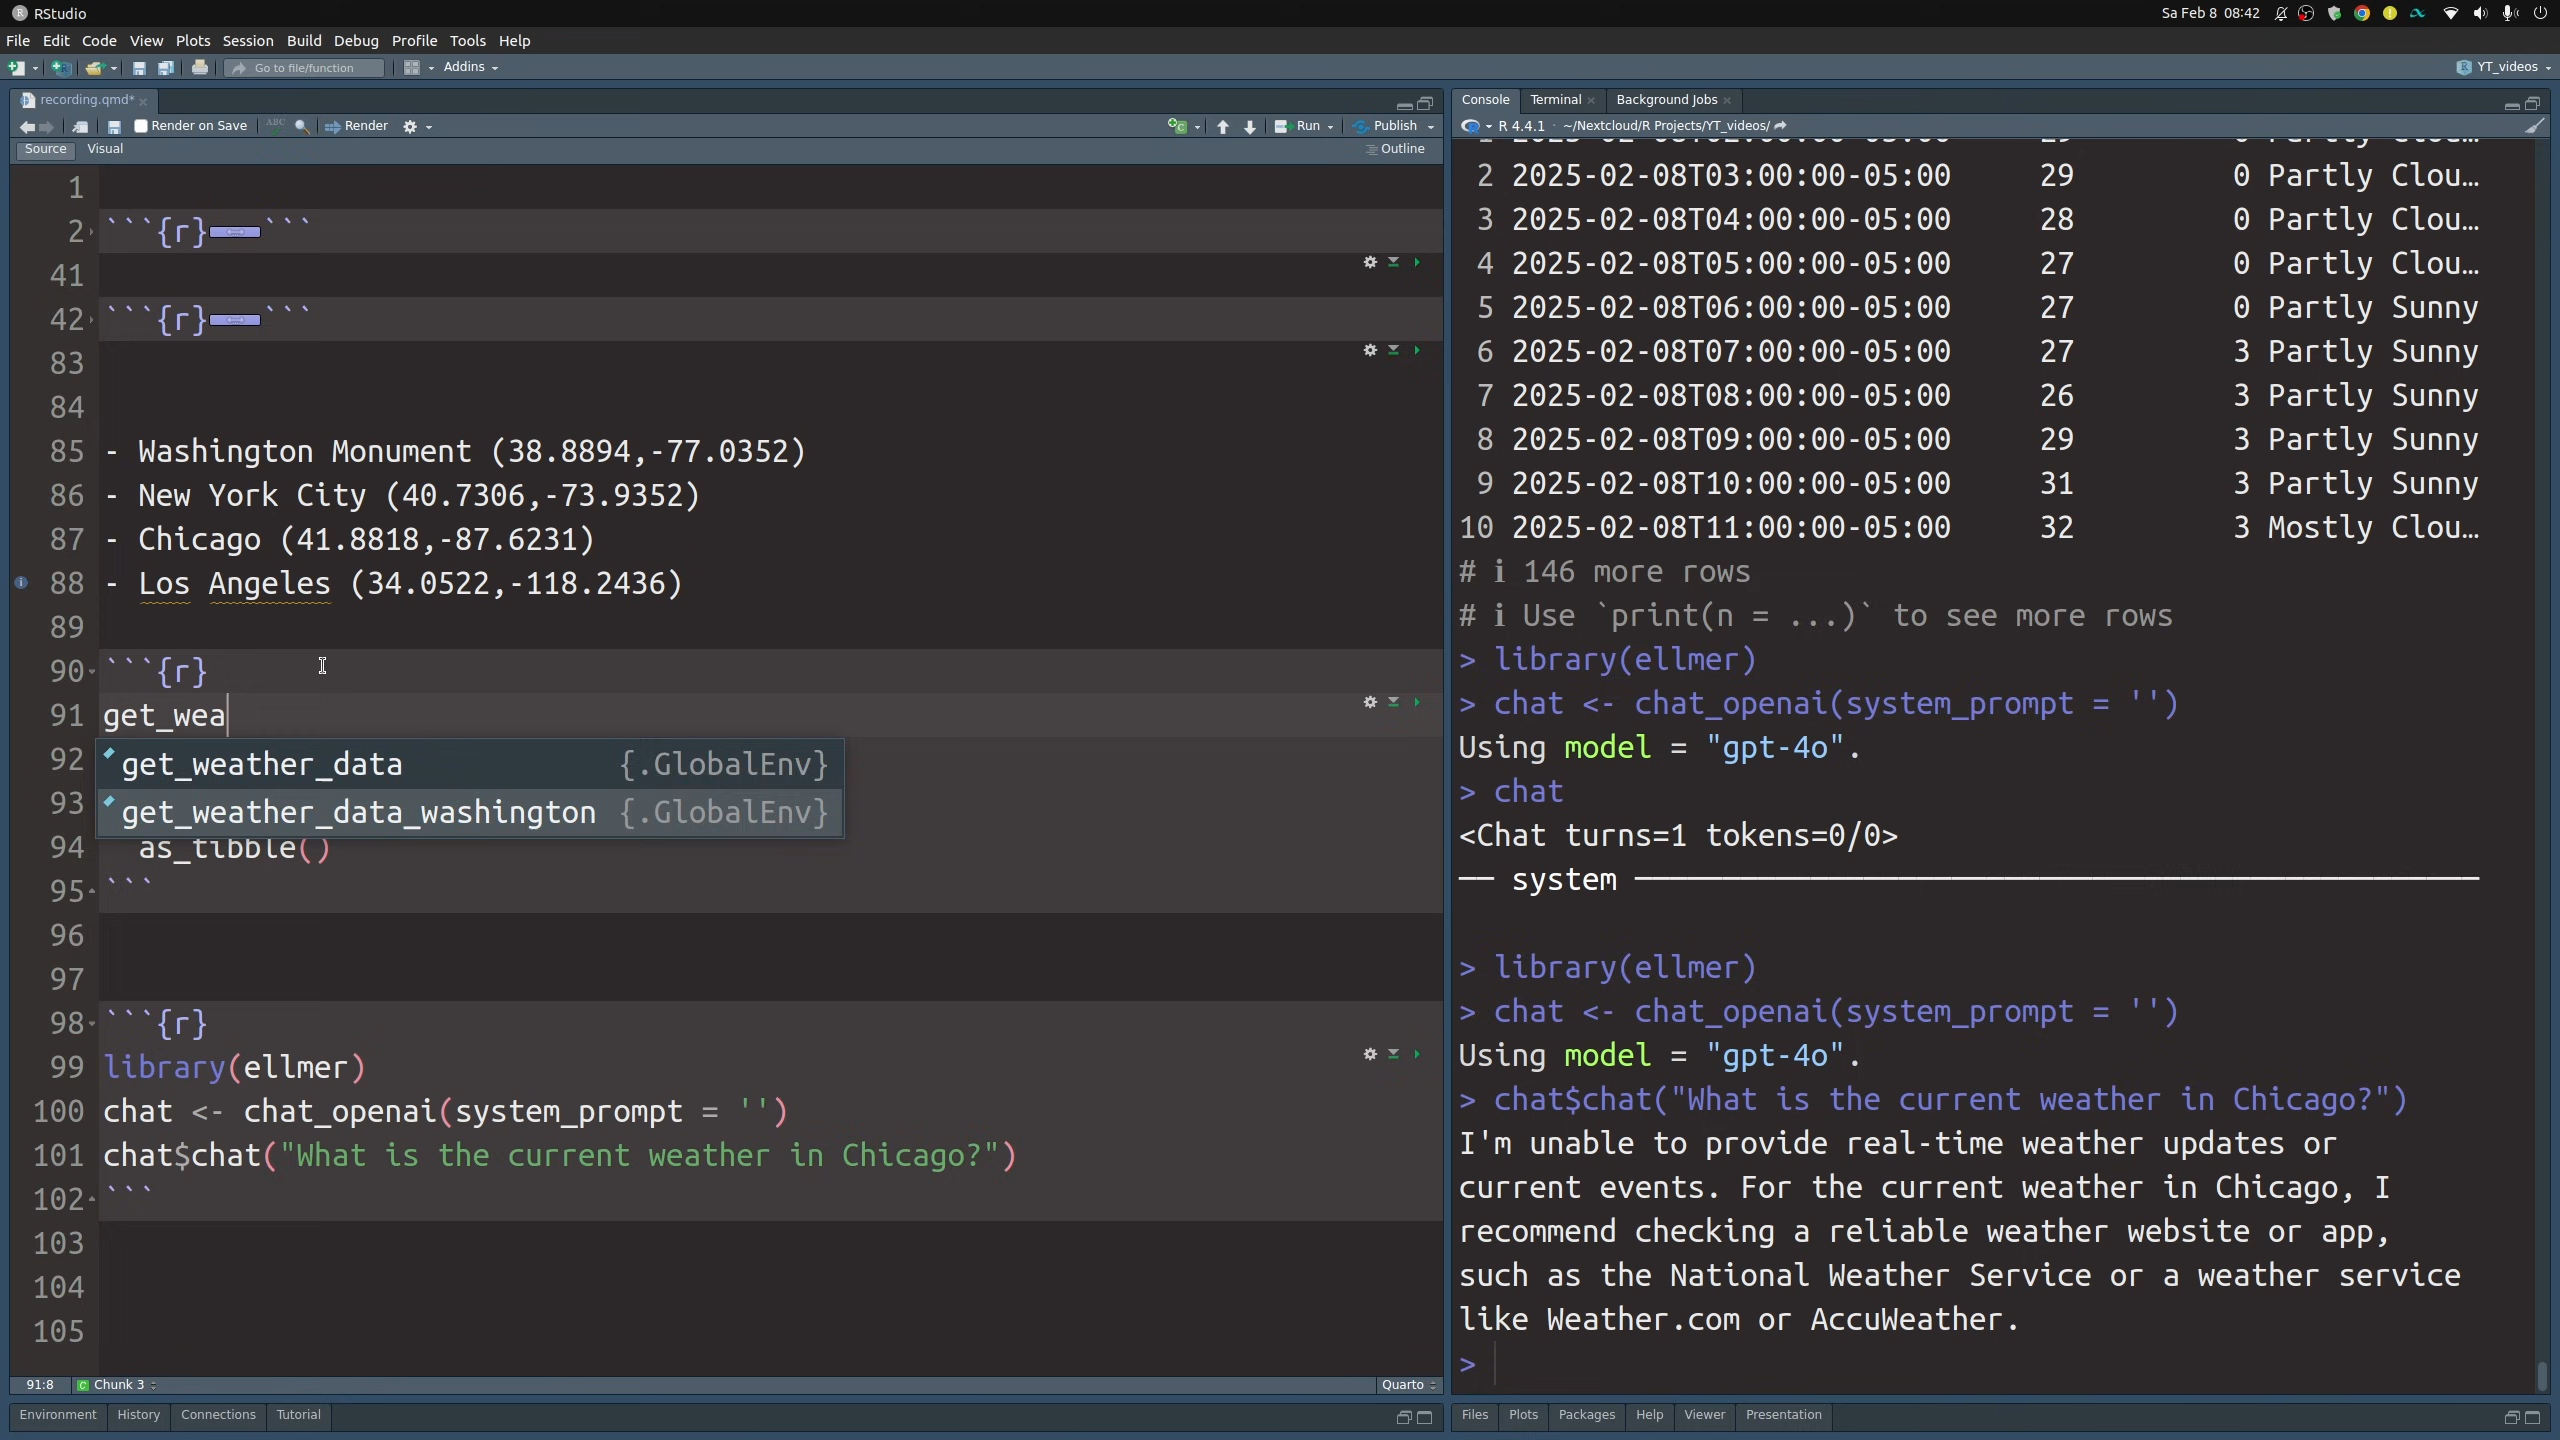 RStudio
Sa Feb 8 08:42
File Edit Code View Plots Session Build Debug Profile Tools Help
Go to file/function
Addins
YT_videos
recording.qmd*
Render on Save
ABC
Render
Run
Publish
Source
Visual
Outline
1
2 ```{r} ```
41
42 ```{r} ```
83
84
85 - Washington Monument (38.8894,-77.0352)
86 - New York City (40.7306,-73.9352)
87 - Chicago (41.8818,-87.6231)
88 - Los Angeles (34.0522,-118.2436)
89
90 ```{r}
91 get_wea
92
get_weather_data {.GlobalEnv}
93
get_weather_data_washington {.GlobalEnv}
94 as_tibble()
95 ```
96
97
98 ```{r}
99 library(ellmer)
100 chat <- chat_openai(system_prompt = '')
101 chat$chat("What is the current weather in Chicago?")
102 ```
103
104
105
91:8
Chunk 3
Quarto
Environment History Connections Tutorial
Console Terminal Background Jobs
R 4.4.1 · ~/Nextcloud/R Projects/YT_videos/
2 2025-02-08T03:00:00-05:00 29 0 Partly Clou…
3 2025-02-08T04:00:00-05:00 28 0 Partly Clou…
4 2025-02-08T05:00:00-05:00 27 0 Partly Clou…
5 2025-02-08T06:00:00-05:00 27 0 Partly Sunny
6 2025-02-08T07:00:00-05:00 27 3 Partly Sunny
7 2025-02-08T08:00:00-05:00 26 3 Partly Sunny
8 2025-02-08T09:00:00-05:00 29 3 Partly Sunny
9 2025-02-08T10:00:00-05:00 31 3 Partly Sunny
10 2025-02-08T11:00:00-05:00 32 3 Mostly Clou…
# ℹ 146 more rows
# ℹ Use `print(n = ...)` to see more rows
> library(ellmer)
> chat <- chat_openai(system_prompt = '')
Using model = "gpt-4o".
> chat
<Chat turns=1 tokens=0/0>
── system ────────────────────────
> library(ellmer)
> chat <- chat_openai(system_prompt = '')
Using model = "gpt-4o".
> chat$chat("What is the current weather in Chicago?")
I'm unable to provide real-time weather updates or
current events. For the current weather in Chicago, I
recommend checking a reliable weather website or app,
such as the National Weather Service or a weather service
like Weather.com or AccuWeather.
>
Files Plots Packages Help Viewer Presentation